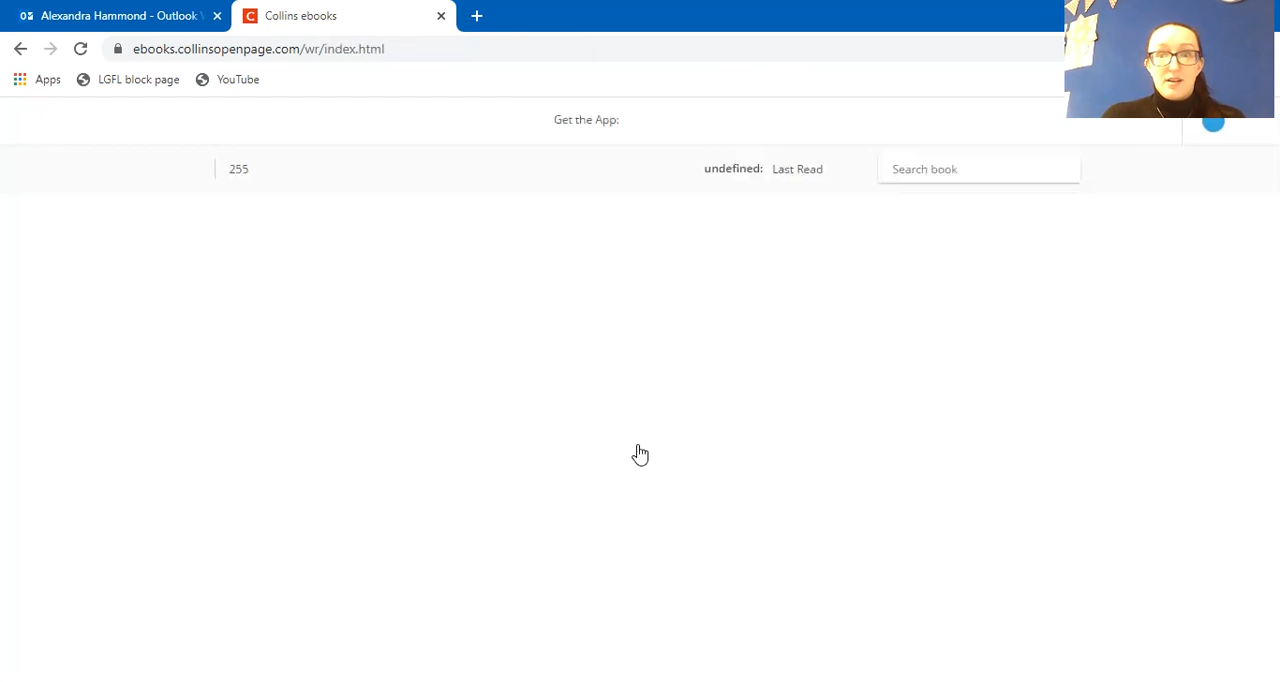 Alexandra Hammond - Outlook
Collins ebooks
ebooks.collinsopenpage.com/wr/index.html
Apps
LGFL block page
YouTube
Get the App:
255
undefined: Last Read
Search book